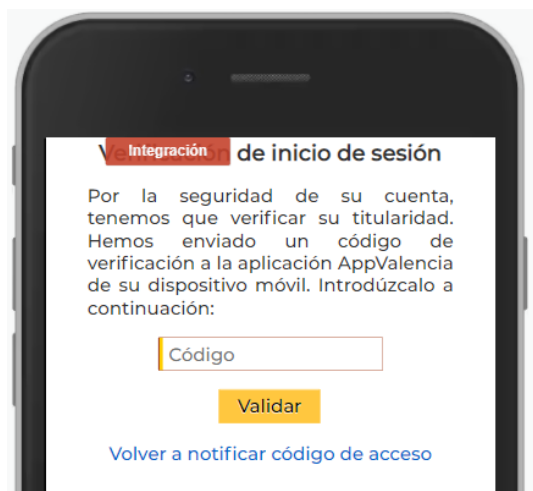 Integración
Verificación de inicio de sesión
Por la seguridad de su cuenta,
tenemos que verificar su titularidad.
Hemos enviado un código de
verificación a la aplicación AppValencia
de su dispositivo móvil. Introdúzcalo a
continuación:
Código
Validar
Volver a notificar código de acceso